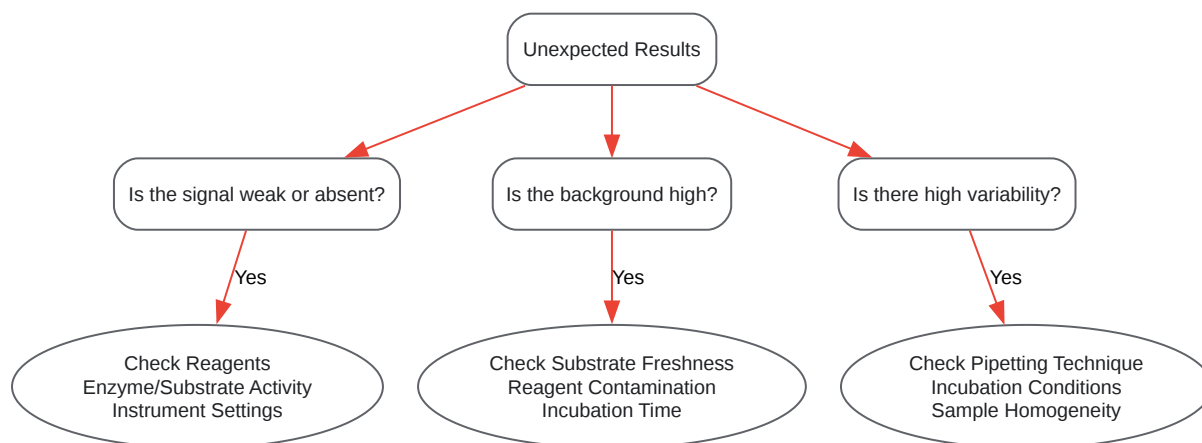 Unexpected Results
Is the signal weak or absent?
Is the background high?
Is there high variability?
Yes
Yes
Yes
Check Reagents
Enzyme/Substrate Activity
Instrument Settings
Check Substrate Freshness
Reagent Contamination
Incubation Time
Check Pipetting Technique
Incubation Conditions
Sample Homogeneity